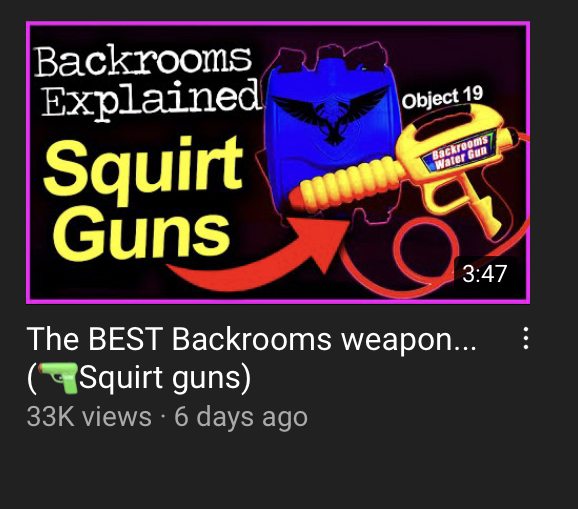 Backrooms
Explained
Squirt
Guns
Object 19
Backrooms
Water Gun
3:47
The BEST Backrooms weapon...
(🔫Squirt guns)
33K views · 6 days ago